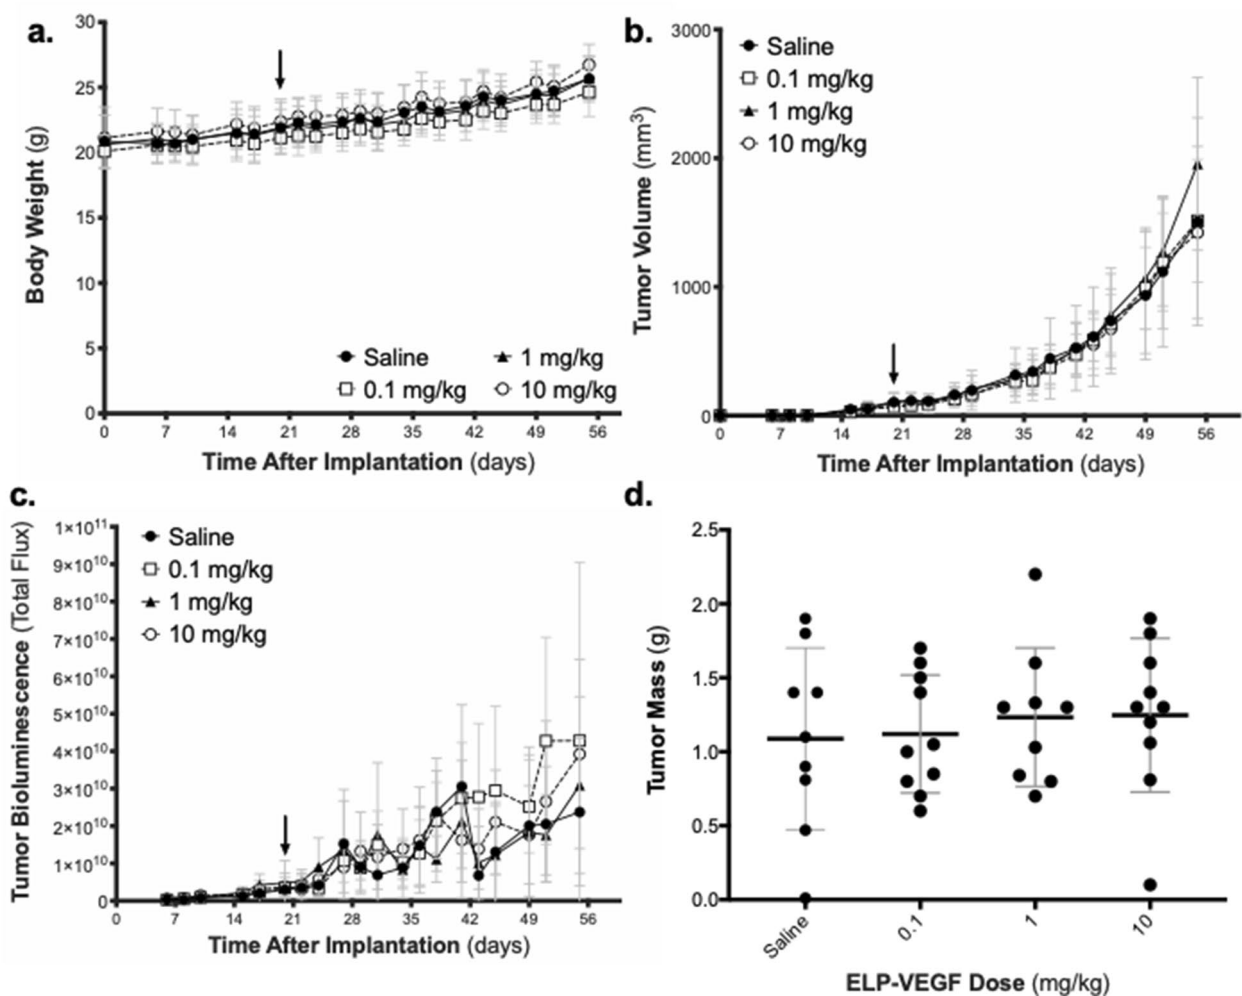 a.
30
25
20
15
10
5
0
Body Weight (g)
Saline
0.1 mg/kg
1 mg/kg
10 mg/kg
0 7 14 21 28 35 42 49 56
Time After Implantation (days)
b.
3000
2000
1000
0
Tumor Volume (mm³)
Saline
0.1 mg/kg
1 mg/kg
10 mg/kg
0 7 14 21 28 35 42 49 56
Time After Implantation (days)
c.
1×10¹¹
9×10¹⁰
8×10¹⁰
7×10¹⁰
6×10¹⁰
5×10¹⁰
4×10¹⁰
3×10¹⁰
2×10¹⁰
1×10¹⁰
0
Tumor Bioluminescence (Total Flux)
Saline
0.1 mg/kg
1 mg/kg
10 mg/kg
0 7 14 21 28 35 42 49 56
Time After Implantation (days)
d.
2.5
2.0
1.5
1.0
0.5
0.0
Tumor Mass (g)
Saline 0.1 1 10
ELP-VEGF Dose (mg/kg)